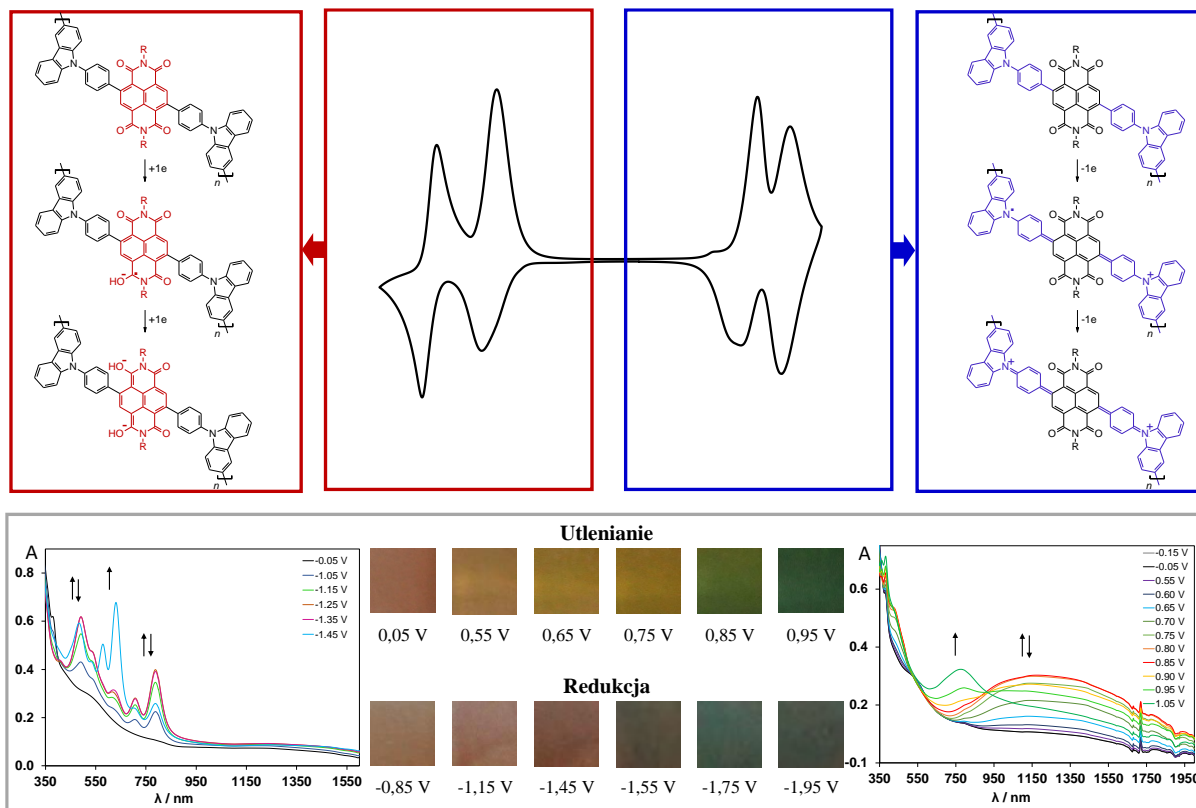 R
O
N
O
N
O
N
O
R
N
n
+1e
R
O
N
O
N
HO
N
O
R
N
n
+1e
R
HO
N
O
N
HO
N
O
R
N
n
R
O
N
O
N
O
N
O
R
N
n
-1e
R
O
N
O
N
O
N
O
R
N
+
n
-1e
R
O
N
O
N
+
O
N
O
R
N
+
n
Utlenianie
A
0.8
0.6
0.4
0.2
0.0
350 550 750 950 1150 1350 1550
λ / nm
-0.05 V
-1.05 V
-1.15 V
-1.25 V
-1.35 V
-1.45 V
0,05 V 0,55 V 0,65 V 0,75 V 0,85 V 0,95 V
Redukcja
-0,85 V -1,15 V -1,45 V -1,55 V -1,75 V -1,95 V
A
0.6
0.4
0.2
-0.1
350 550 750 950 1150 1350 1550 1750 1950
λ / nm
-0.15 V
-0.05 V
0.55 V
0.60 V
0.65 V
0.70 V
0.75 V
0.80 V
0.85 V
0.90 V
0.95 V
1.05 V